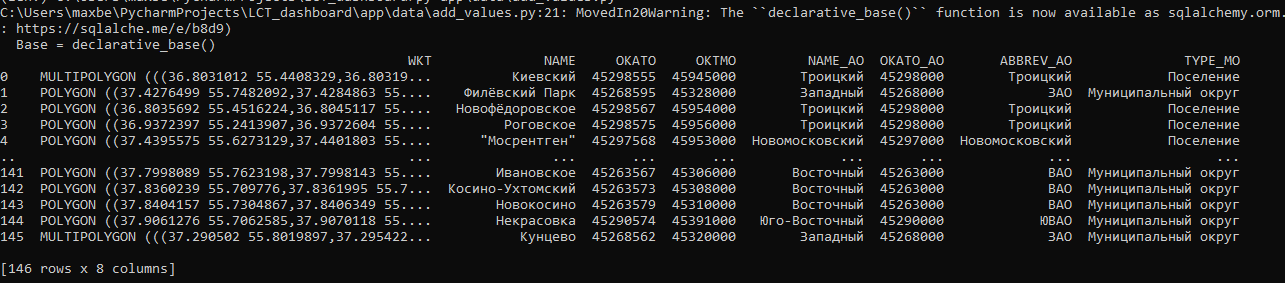 C:\Users\maxbe\PycharmProjects\LCT_dashboard\app\data\add_values.py:21: MovedIn20Warning: The ``declarative_base()`` function is now available as sqlalchemy.orm.
: https://sqlalche.me/e/b8d9)
  Base = declarative_base()
WKT NAME OKATO OKTMO NAME_AO OKATO_AO ABBREV_AO TYPE_MO
0 MULTIPOLYGON (((36.8031012 55.4408329,36.80319... Киевский 45298555 45945000 Троицкий 45298000 Троицкий Поселение
1 POLYGON ((37.4276499 55.7482092,37.4284863 55.... Филёвский Парк 45268595 45328000 Западный 45268000 ЗАО Муниципальный округ
2 POLYGON ((36.8035692 55.4516224,36.8045117 55.... Новофёдоровское 45298567 45954000 Троицкий 45298000 Троицкий Поселение
3 POLYGON ((36.9372397 55.2413907,36.9372604 55.... Роговское 45298575 45956000 Троицкий 45298000 Троицкий Поселение
4 POLYGON ((37.4395575 55.6273129,37.4401803 55.... "Мосрентген" 45297568 45953000 Новомосковский 45297000 Новомосковский Поселение
.. ... ... ... ... ... ... ... ...
141 POLYGON ((37.7998089 55.7623198,37.7998143 55.... Ивановское 45263567 45306000 Восточный 45263000 ВАО Муниципальный округ
142 POLYGON ((37.8360239 55.709776,37.8361995 55.7... Косино-Ухтомский 45263573 45308000 Восточный 45263000 ВАО Муниципальный округ
143 POLYGON ((37.8404157 55.7304867,37.8406349 55.... Новокосино 45263579 45310000 Восточный 45263000 ВАО Муниципальный округ
144 POLYGON ((37.9061276 55.7062585,37.9070118 55.... Некрасовка 45290574 45391000 Юго-Восточный 45290000 ЮВАО Муниципальный округ
145 MULTIPOLYGON (((37.290502 55.8019897,37.295422... Кунцево 45268562 45320000 Западный 45268000 ЗАО Муниципальный округ
[146 rows x 8 columns]